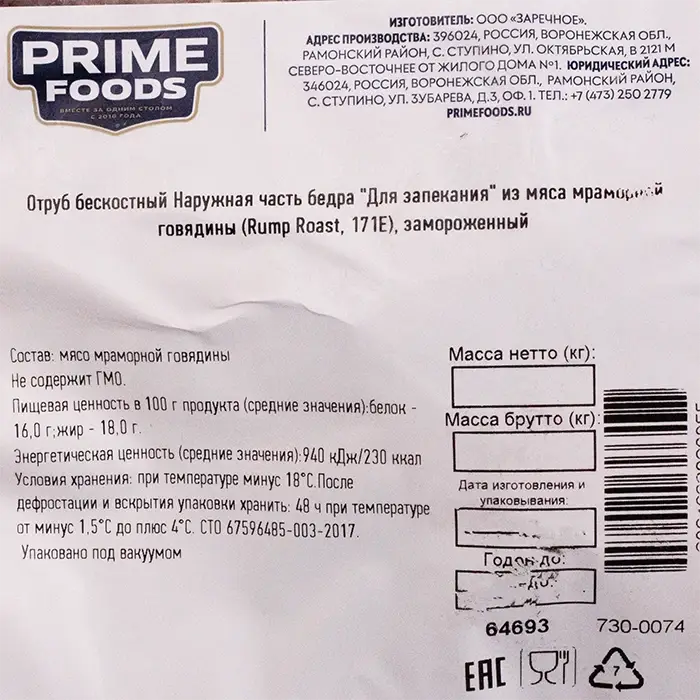 PRIME
FOODS
ВМЕСТЕ ЗА ОДНИМ СТОЛОМ
С 2016 ГОДА
ИЗГОТОВИТЕЛЬ: ООО «ЗАРЕЧНОЕ».
АДРЕС ПРОИЗВОДСТВА: 396024, РОССИЯ, ВОРОНЕЖСКАЯ ОБЛ.,
РАМОНСКИЙ РАЙОН, С. СТУПИНО, УЛ. ОКТЯБРЬСКАЯ, В 2121 М
СЕВЕРО-ВОСТОЧНЕЕ ОТ ЖИЛОГО ДОМА №1. ЮРИДИЧЕСКИЙ АДРЕС:
346024, РОССИЯ, ВОРОНЕЖСКАЯ ОБЛ., РАМОНСКИЙ РАЙОН,
С. СТУПИНО, УЛ. ЗУБАРЕВА, Д.3, ОФ. 1. ТЕЛ.: +7 (473) 250 2779
PRIMEFOODS.RU
Отруб бескостный Наружная часть бедра "Для запекания" из мяса мраморной
говядины (Rump Roast, 171E), замороженный
Состав: мясо мраморной говядины
Не содержит ГМО.
Пищевая ценность в 100 г продукта (средние значения):белок -
16,0 г;жир - 18,0 г.
Энергетическая ценность (средние значения):940 кДж/230 ккал
Условия хранения: при температуре минус 18°С.После
дефростации и вскрытия упаковки хранить: 48 ч при температуре
от минус 1,5°С до плюс 4°С. СТО 67596485-003-2017.
Упаковано под вакуумом
Масса нетто (кг):
Масса брутто (кг):
Дата изготовления и
упаковывания:
Годен до:
64693
730-0074
EAC
7